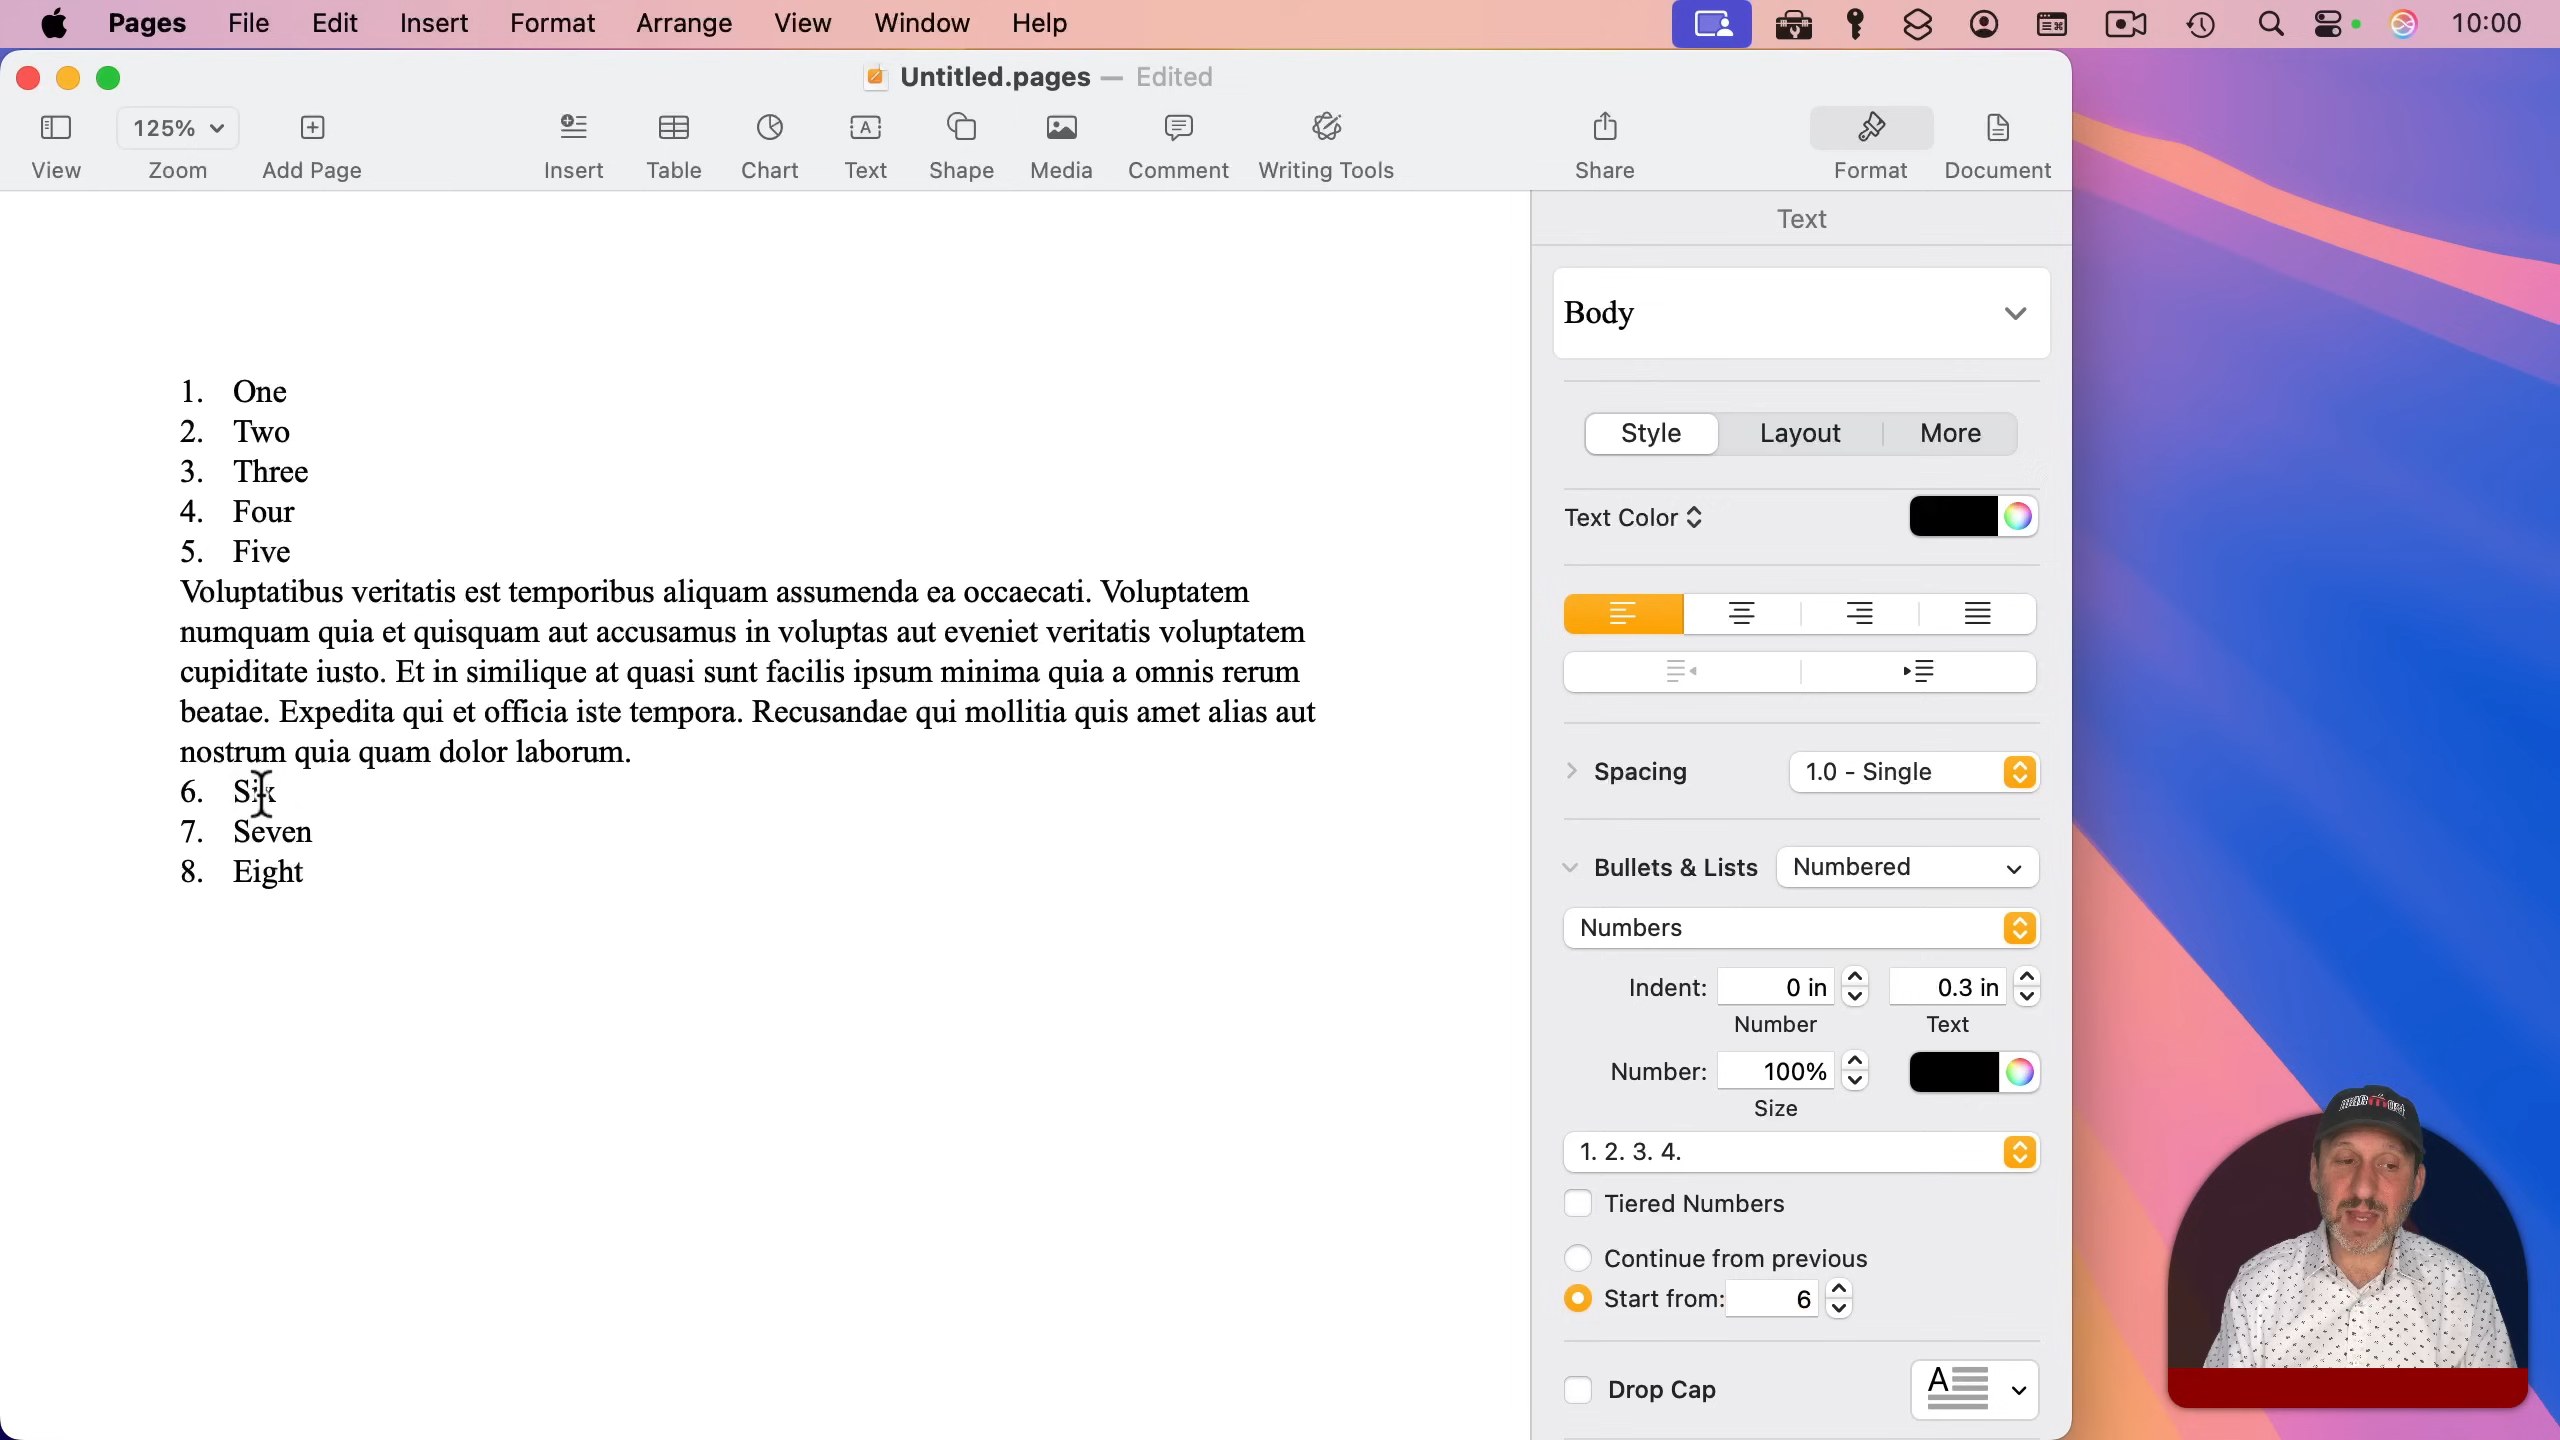 Pages File Edit Insert Format Arrange View Window Help 10:00
Untitled.pages — Edited
125%
View Zoom Add Page Insert Table Chart Text Shape Media Comment Writing Tools Share Format Document
Text
Body
Style Layout More
Text Color
Spacing 1.0 - Single
Bullets & Lists Numbered
Numbers
Indent: 0 in 0.3 in
Number Text
Number: 100%
Size
1. 2. 3. 4.
Tiered Numbers
Continue from previous
Start from: 6
Drop Cap
1. One
2. Two
3. Three
4. Four
5. Five
Voluptatibus veritatis est temporibus aliquam assumenda ea occaecati. Voluptatem
numquam quia et quisquam aut accusamus in voluptas aut eveniet veritatis voluptatem
cupiditate iusto. Et in similique at quasi sunt facilis ipsum minima quia a omnis rerum
beatae. Expedita qui et officia iste tempora. Recusandae qui mollitia quis amet alias aut
nostrum quia quam dolor laborum.
6. Six
7. Seven
8. Eight